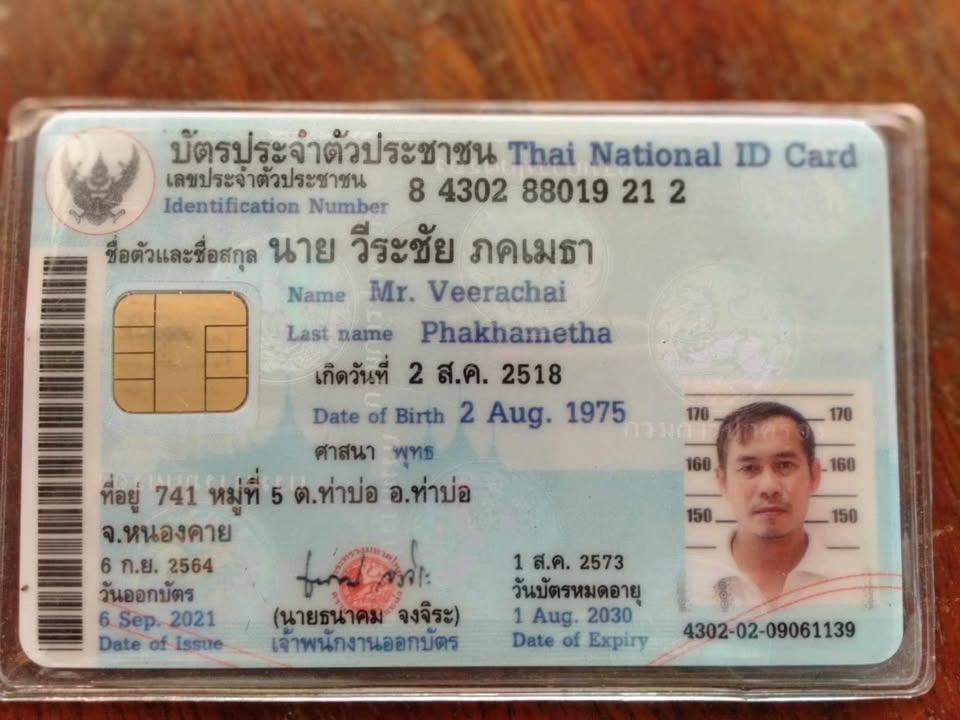 บัตรประจำตัวประชาชน Thai National ID Card
เลขประจำตัวประชาชน 8 4302 88019 21 2
Identification Number
ชื่อตัวและชื่อสกุล นาย วีระชัย ภคเมธา
Name Mr. Veerachai
Last name Phakhametha
เกิดวันที่ 2 ส.ค. 2518
Date of Birth 2 Aug. 1975
ศาสนา พุทธ
ที่อยู่ 741 หมู่ที่ 5 ต.ท่าบ่อ อ.ท่าบ่อ
จ.หนองคาย
6 ก.ย. 2564
วันออกบัตร
6 Sep. 2021
Date of Issue
(นายธนาคม จงจิระ)
เจ้าพนักงานออกบัตร
1 ส.ค. 2573
วันบัตรหมดอายุ
1 Aug. 2030
Date of Expiry
170 170
160 160
150 150
4302-02-09061139